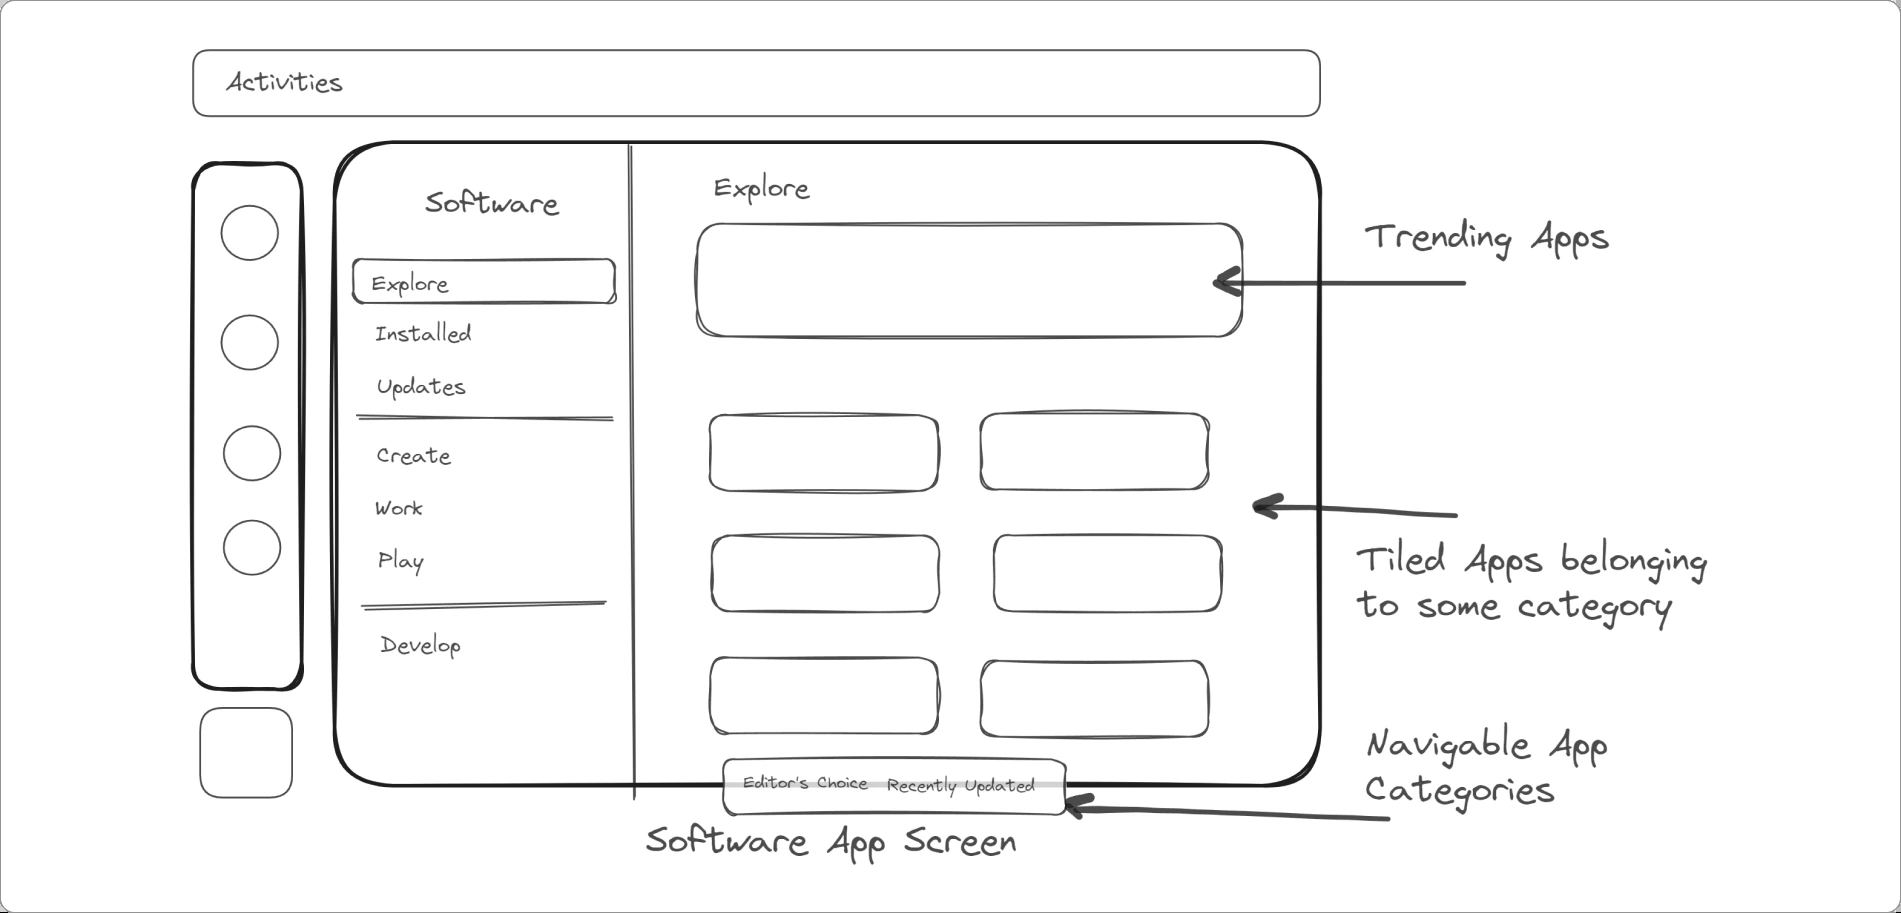 Activities
Software
Explore
Installed
Updates
Create
Work
Play
Develop
Explore
Trending Apps
Tiled Apps belonging
to some category
Navigable App
Categories
Editor's Choice
Recently Updated
Software App Screen